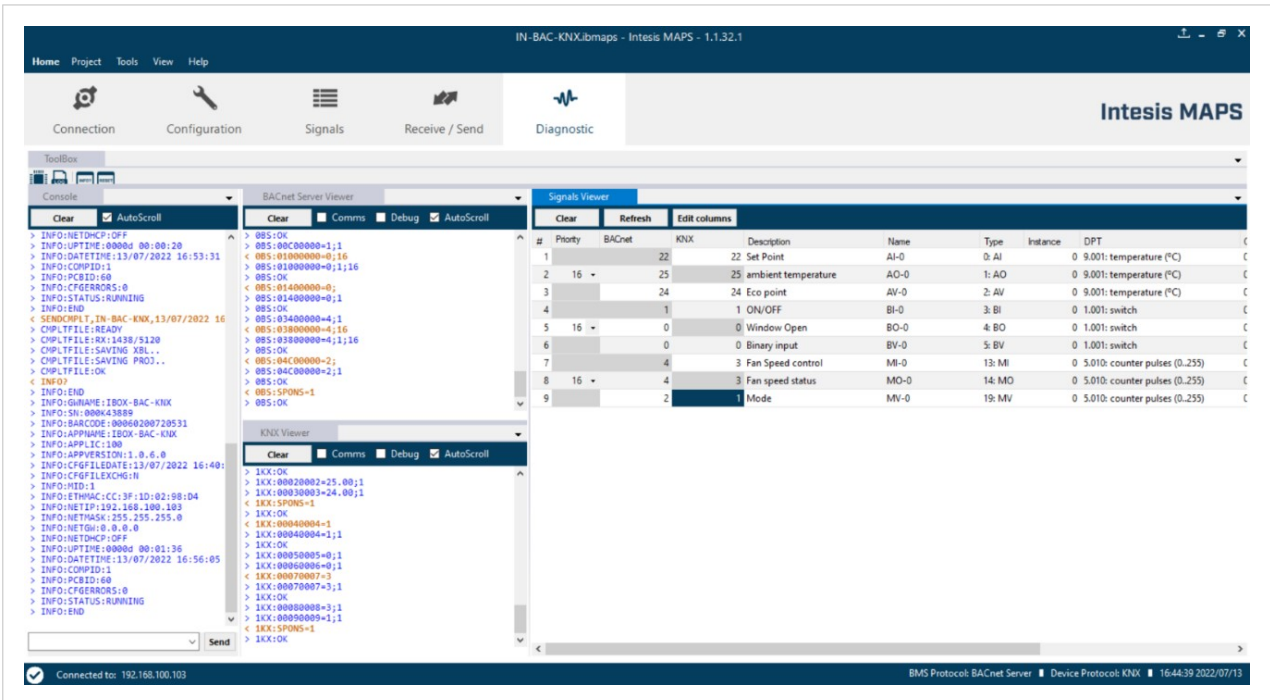 IN-BAC-KNX.ibmaps - Intesis MAPS - 1.1.32.1
Home Project Tools View Help
Connection Configuration Signals Receive / Send Diagnostic
Intesis MAPS
ToolBox
Console
Clear AutoScroll
> INFO:NETDHCP:OFF
> INFO:UPTIME:0000d 00:00:20
> INFO:DATETIME:13/07/2022 16:53:31
> INFO:COMPID:1
> INFO:PCBID:60
> INFO:CFGERRORS:0
> INFO:STATUS:RUNNING
> INFO:END
< SENDCMPLT,IN-BAC-KNX,13/07/2022 16
> CMPLTFILE:READY
> CMPLTFILE:RX:1438/5120
> CMPLTFILE:SAVING XBL..
> CMPLTFILE:SAVING PROJ..
> CMPLTFILE:OK
< INFO?
> INFO:END
> INFO:GWNAME:IBOX-BAC-KNX
> INFO:SN:000K43889
> INFO:BARCODE:00060200720531
> INFO:APPNAME:IBOX-BAC-KNX
> INFO:APPLIC:100
> INFO:APPVERSION:1.0.6.0
> INFO:CFGFILEDATE:13/07/2022 16:40:
> INFO:CFGFILEXCHG:N
> INFO:MID:1
> INFO:ETHMAC:CC:3F:1D:02:98:D4
> INFO:NETIP:192.168.100.103
> INFO:NETMASK:255.255.255.0
> INFO:NETGW:0.0.0.0
> INFO:NETDHCP:OFF
> INFO:UPTIME:0000d 00:01:36
> INFO:DATETIME:13/07/2022 16:56:05
> INFO:COMPID:1
> INFO:PCBID:60
> INFO:CFGERRORS:0
> INFO:STATUS:RUNNING
> INFO:END
Send
BACnet Server Viewer
Clear Comms Debug AutoScroll
> 0BS:OK
> 0BS:00C00000=1;1
< 0BS:01000000=0;16
> 0BS:01000000=0;1;16
> 0BS:OK
< 0BS:01400000=0;
> 0BS:01400000=0;1
> 0BS:OK
> 0BS:03400000=4;1
< 0BS:03800000=4;16
> 0BS:03800000=4;1;16
> 0BS:OK
< 0BS:04C00000=2;
> 0BS:04C00000=2;1
> 0BS:OK
< 0BS:SPONS=1
> 0BS:OK
KNX Viewer
Clear Comms Debug AutoScroll
> 1KX:OK
> 1KX:00020002=25.00;1
> 1KX:00030003=24.00;1
< 1KX:SPONS=1
> 1KX:OK
< 1KX:00040004=1
> 1KX:00040004=1;1
> 1KX:OK
> 1KX:00050005=0;1
> 1KX:00060006=0;1
< 1KX:00070007=3
> 1KX:00070007=3;1
> 1KX:OK
> 1KX:00080008=3;1
> 1KX:00090009=1;1
< 1KX:SPONS=1
> 1KX:OK
Signals Viewer
Clear Refresh Edit columns
# Priority BACnet KNX Description Name Type Instance DPT
1 22 22 Set Point AI-0 0: AI 0 9.001: temperature (ºC)
2 16 25 25 ambient temperature AO-0 1: AO 0 9.001: temperature (ºC)
3 24 24 Eco point AV-0 2: AV 0 9.001: temperature (ºC)
4 1 1 ON/OFF BI-0 3: BI 0 1.001: switch
5 16 0 0 Window Open BO-0 4: BO 0 1.001: switch
6 0 0 Binary input BV-0 5: BV 0 1.001: switch
7 4 3 Fan Speed control MI-0 13: MI 0 5.010: counter pulses (0..255)
8 16 4 3 Fan speed status MO-0 14: MO 0 5.010: counter pulses (0..255)
9 2 1 Mode MV-0 19: MV 0 5.010: counter pulses (0..255)
Connected to: 192.168.100.103
BMS Protocol: BACnet Server Device Protocol: KNX 16:44:39 2022/07/13